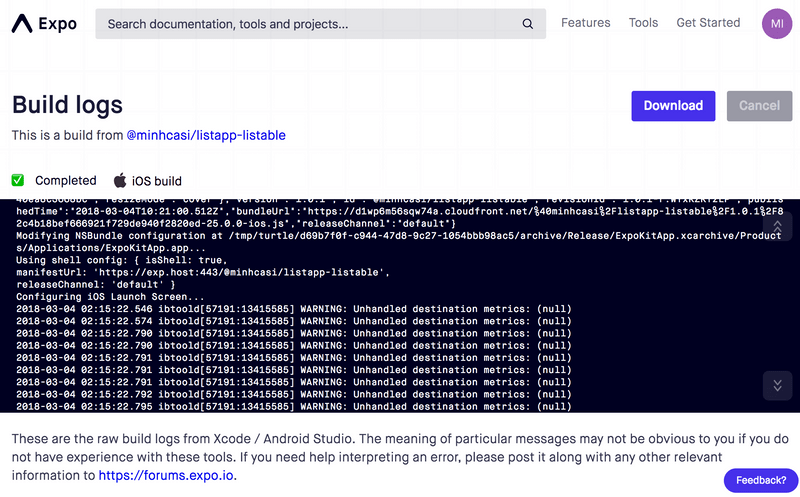 Expo
Search documentation, tools and projects...
Features
Tools
Get Started
MI
Build logs
Download
Cancel
This is a build from @minhcasi/listapp-listable
Completed
iOS build
hedTime":"2018-03-04T10:21:00.512Z","bundleUrl":"https://d1wp6m56sqw74a.cloudfront.net/%40minhcasi%2Flistapp-listable%2F1.0.1%2F8
2c4b18bef666921f729de940f2820ed-25.0.0-ios.js","releaseChannel":"default"}
Modifying NSBundle configuration at /tmp/turtle/d69b7f0f-c944-47d8-9c27-1054bbb98ac5/archive/Release/ExpoKitApp.xcarchive/Product
s/Applications/ExpoKitApp.app...
Using shell config: { isShell: true,
manifestUrl: 'https://exp.host:443/@minhcasi/listapp-listable',
releaseChannel: 'default' }
Configuring iOS Launch Screen...
2018-03-04 02:15:22.546 ibtoold[57191:13415585] WARNING: Unhandled destination metrics: (null)
2018-03-04 02:15:22.574 ibtoold[57191:13415585] WARNING: Unhandled destination metrics: (null)
2018-03-04 02:15:22.790 ibtoold[57191:13415585] WARNING: Unhandled destination metrics: (null)
2018-03-04 02:15:22.790 ibtoold[57191:13415585] WARNING: Unhandled destination metrics: (null)
2018-03-04 02:15:22.791 ibtoold[57191:13415585] WARNING: Unhandled destination metrics: (null)
2018-03-04 02:15:22.791 ibtoold[57191:13415585] WARNING: Unhandled destination metrics: (null)
2018-03-04 02:15:22.791 ibtoold[57191:13415585] WARNING: Unhandled destination metrics: (null)
2018-03-04 02:15:22.792 ibtoold[57191:13415585] WARNING: Unhandled destination metrics: (null)
2018-03-04 02:15:22.795 ibtoold[57191:13415585] WARNING: Unhandled destination metrics: (null)
These are the raw build logs from Xcode / Android Studio. The meaning of particular messages may not be obvious to you if you do
not have experience with these tools. If you need help interpreting an error, please post it along with any other relevant
information to https://forums.expo.io.
Feedback?